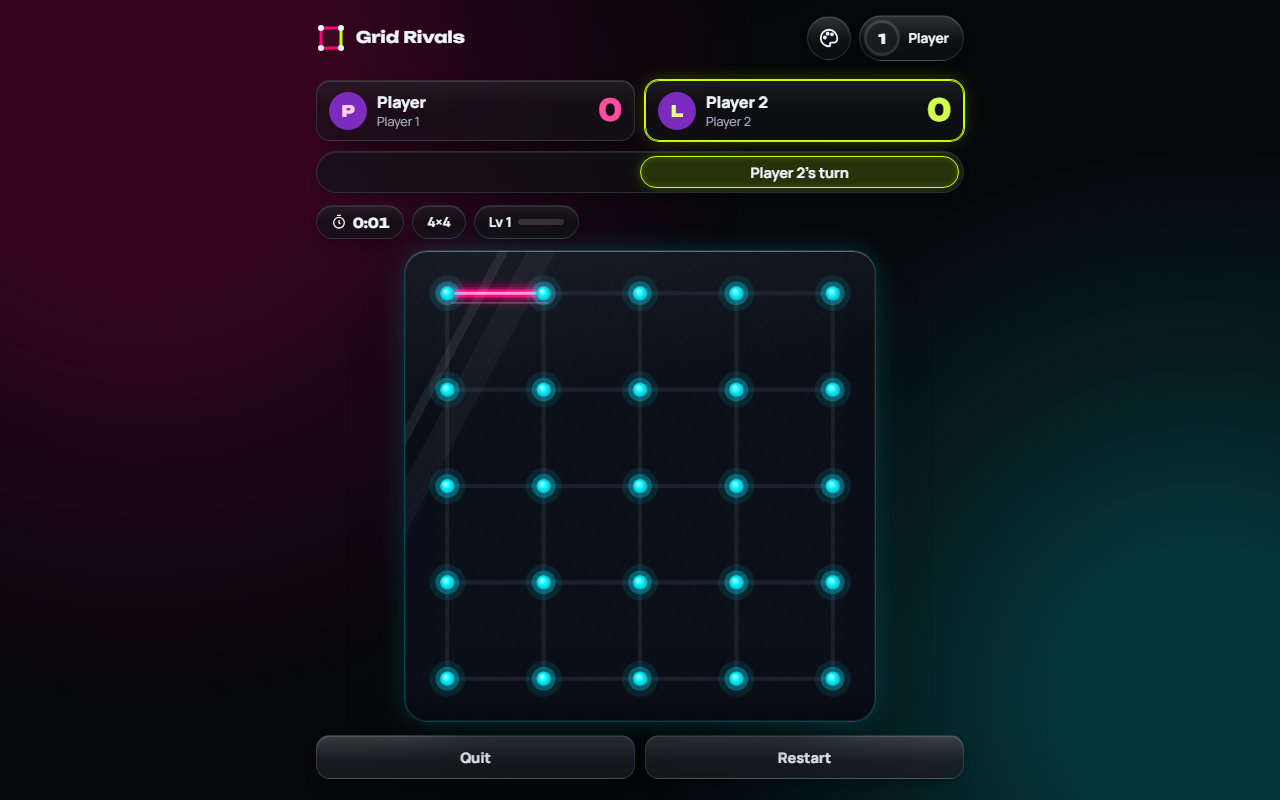 Grid Rivals
1 Player
P Player 0
Player 1
L Player 2 0
Player 2
Player 2's turn
0:01 4×4 Lv 1
Quit Restart